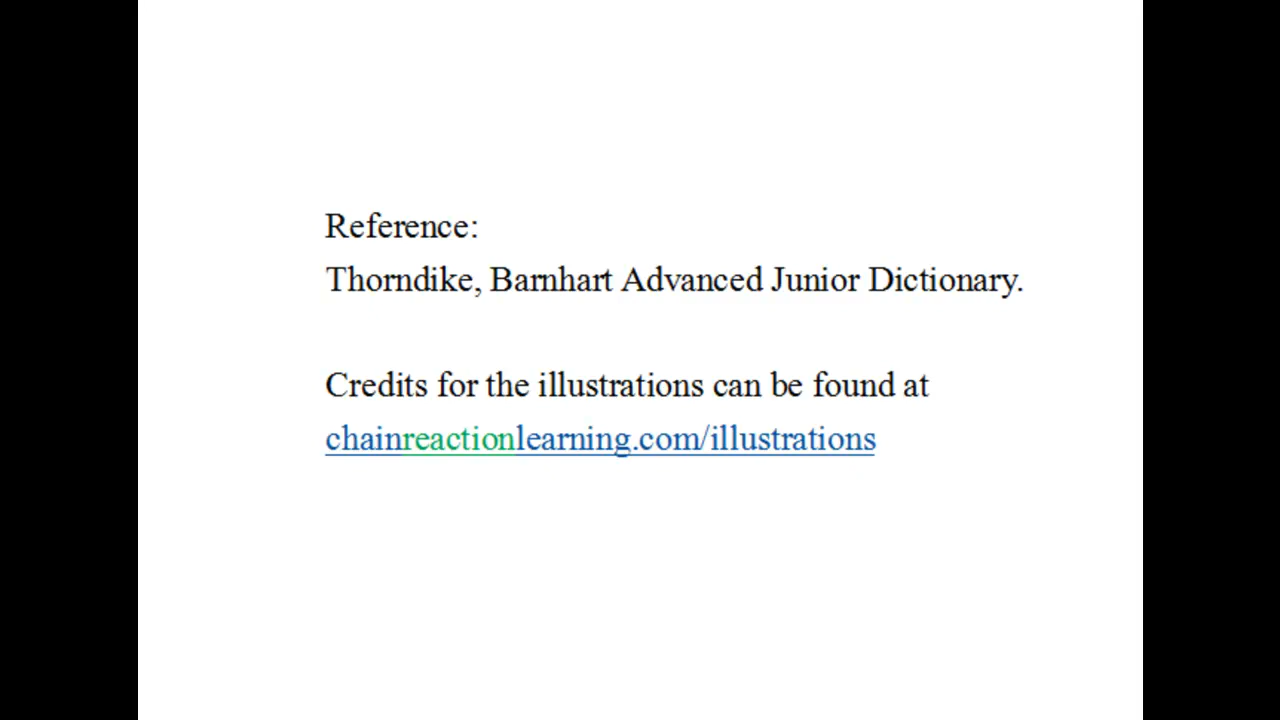 Reference:
Thorndike, Barnhart Advanced Junior Dictionary.
Credits for the illustrations can be found at
chainreactionlearning.com/illustrations